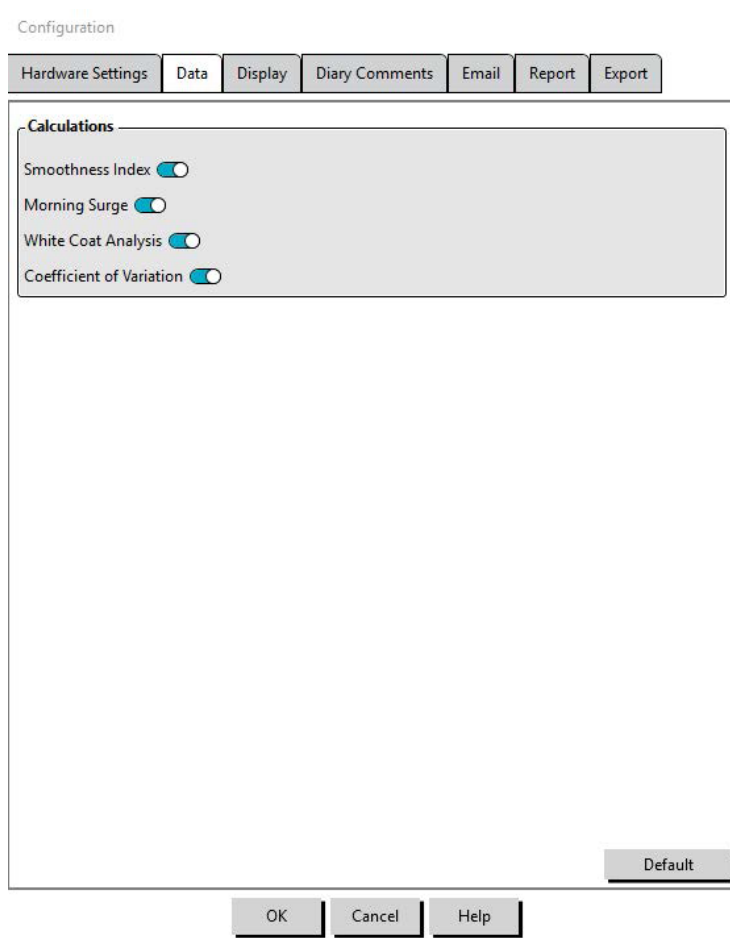 Configuration
Hardware Settings Data Display Diary Comments Email Report Export
Calculations
Smoothness Index
Morning Surge
White Coat Analysis
Coefficient of Variation
Default
OK Cancel Help